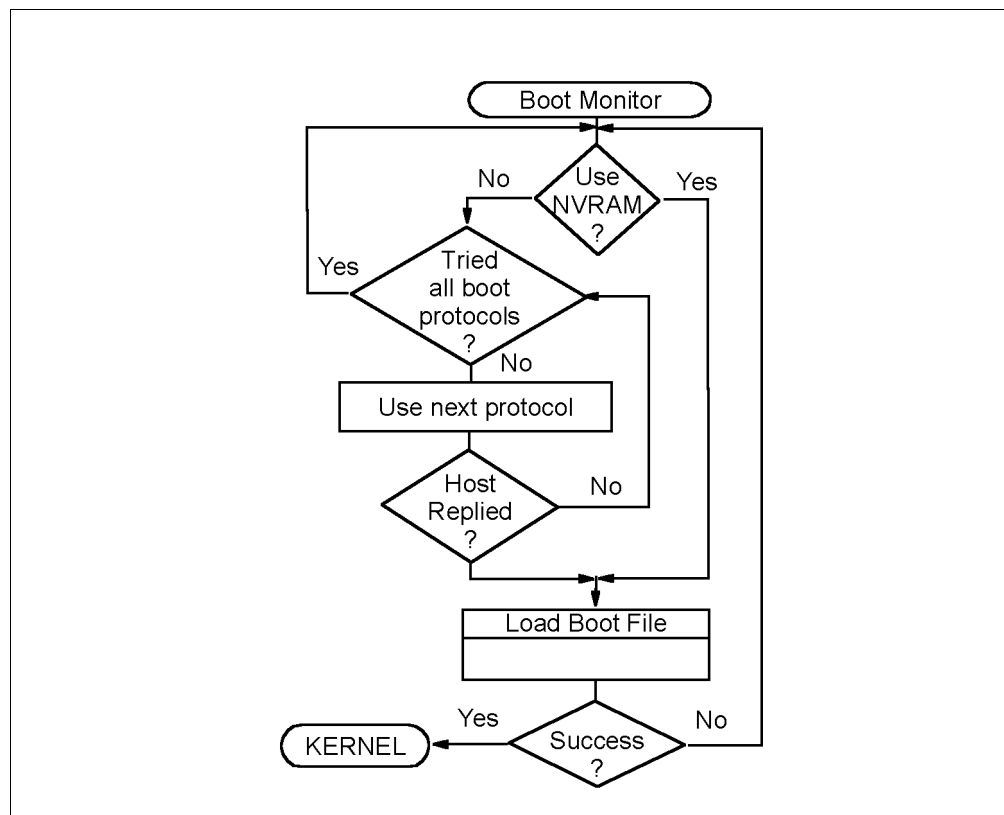 Boot Monitor
Use
NVRAM
?
No
Yes
Tried
all boot
protocols
?
Yes
No
Use next protocol
Host
Replied
?
No
Load Boot File
Success
?
Yes
No
KERNEL